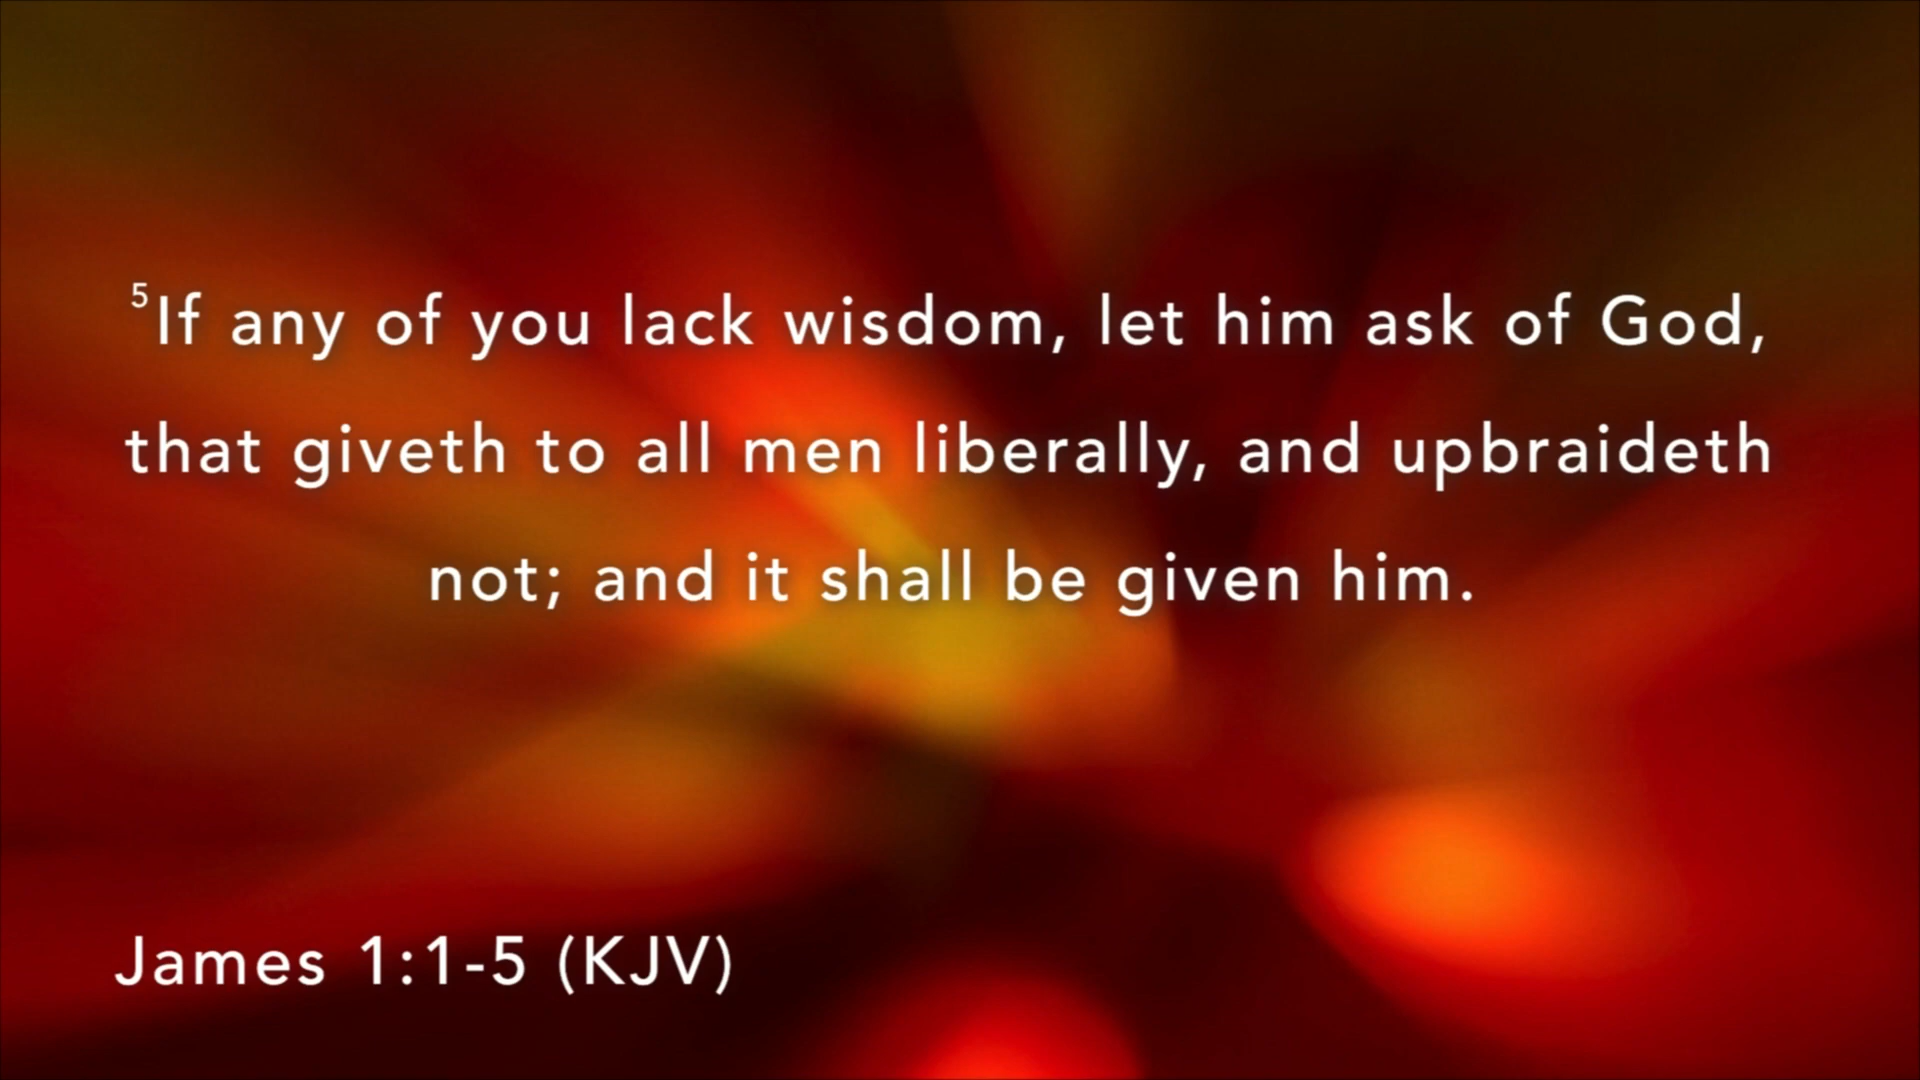 ⁵If any of you lack wisdom, let him ask of God,
that giveth to all men liberally, and upbraideth
not; and it shall be given him.
James 1:1-5 (KJV)